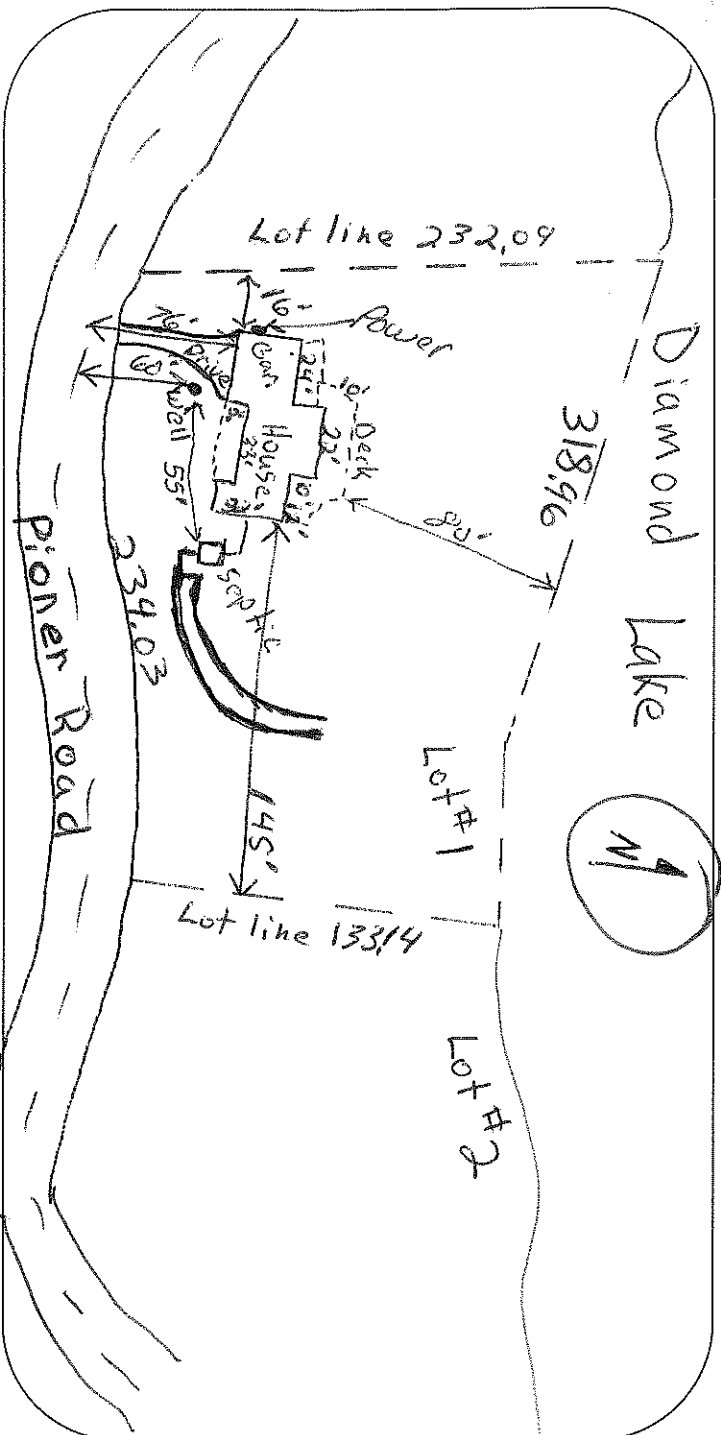 Diamond Lake
318.96
N
Lot line 232.09
Lot #1
Lot #2
Power
16'
76'
Drive
60'
Well
55'
Gar
24'
10'
Deck
22'
House
80'
Septic
145'
Lot line 133.14
234.03
Pioner Road